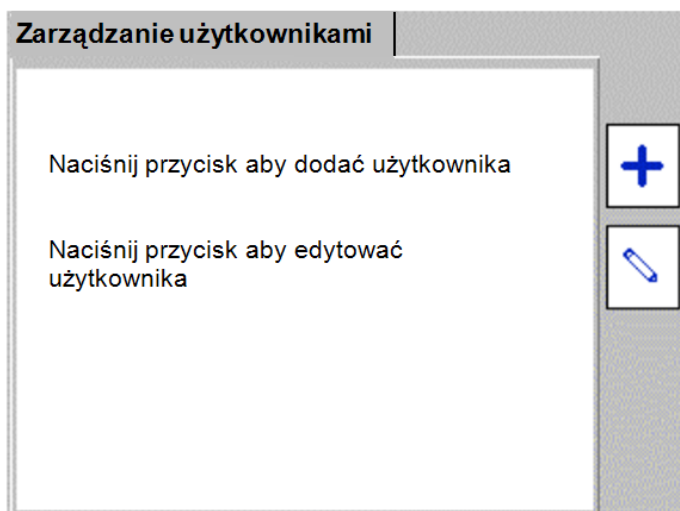 Zarządzanie użytkownikami
Naciśnij przycisk aby dodać użytkownika
Naciśnij przycisk aby edytować
użytkownika